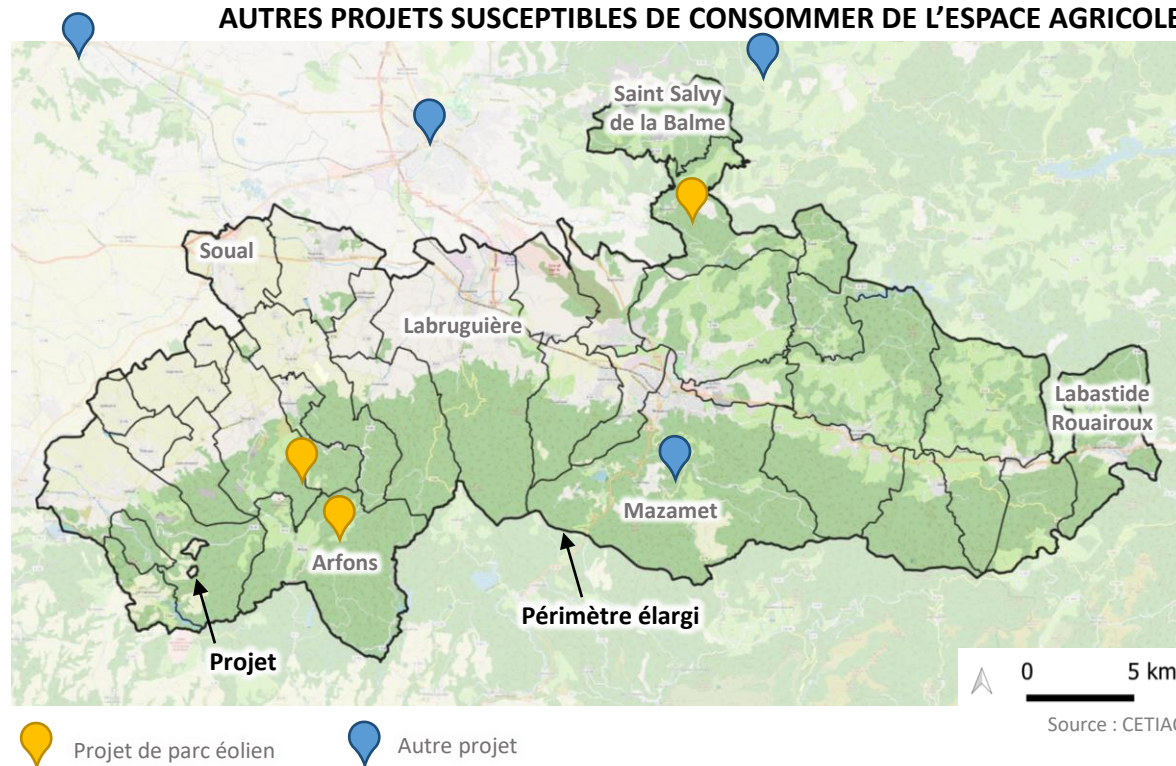 AUTRES PROJETS SUSCEPTIBLES DE CONSOMMER DE L’ESPACE AGRICOLE
Saint Salvy
de la Balme
Soual
Labruguière
Labastide
Rouairoux
Mazamet
Arfons
Périmètre élargi
Projet
0 5 km
Source : CETIAC
Projet de parc éolien
Autre projet